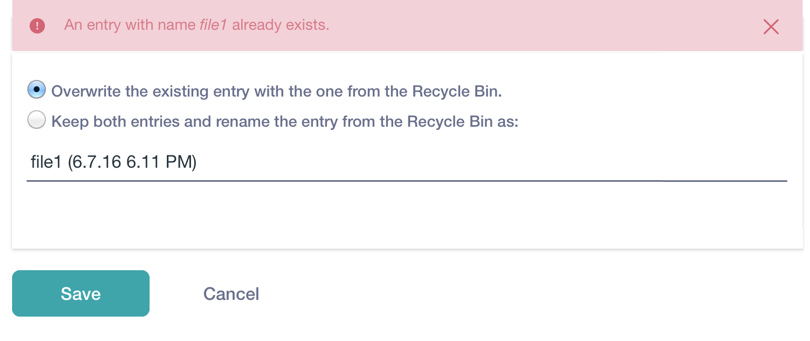 An entry with name file1 already exists.
Overwrite the existing entry with the one from the Recycle Bin.
Keep both entries and rename the entry from the Recycle Bin as:
file1 (6.7.16 6.11 PM)
Save Cancel